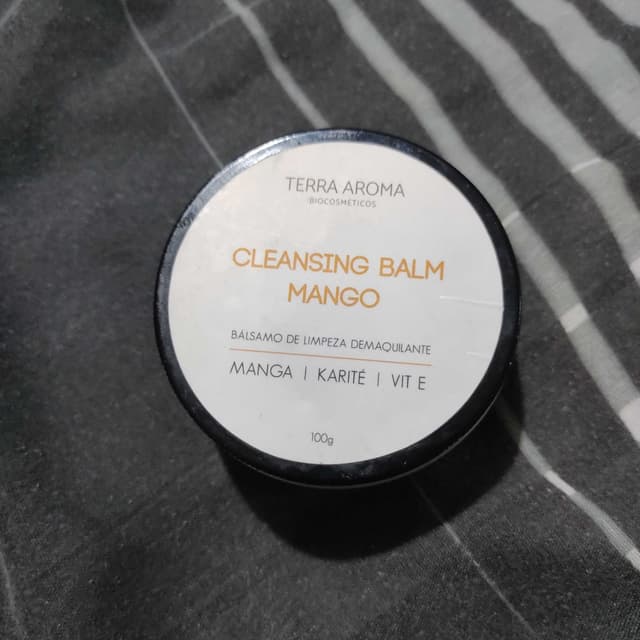 TERRA AROMA
BIOCOSMÉTICOS
CLEANSING BALM
MANGO
BÁLSAMO DE LIMPEZA DEMAQUILANTE
MANGA | KARITÉ | VIT E
100g